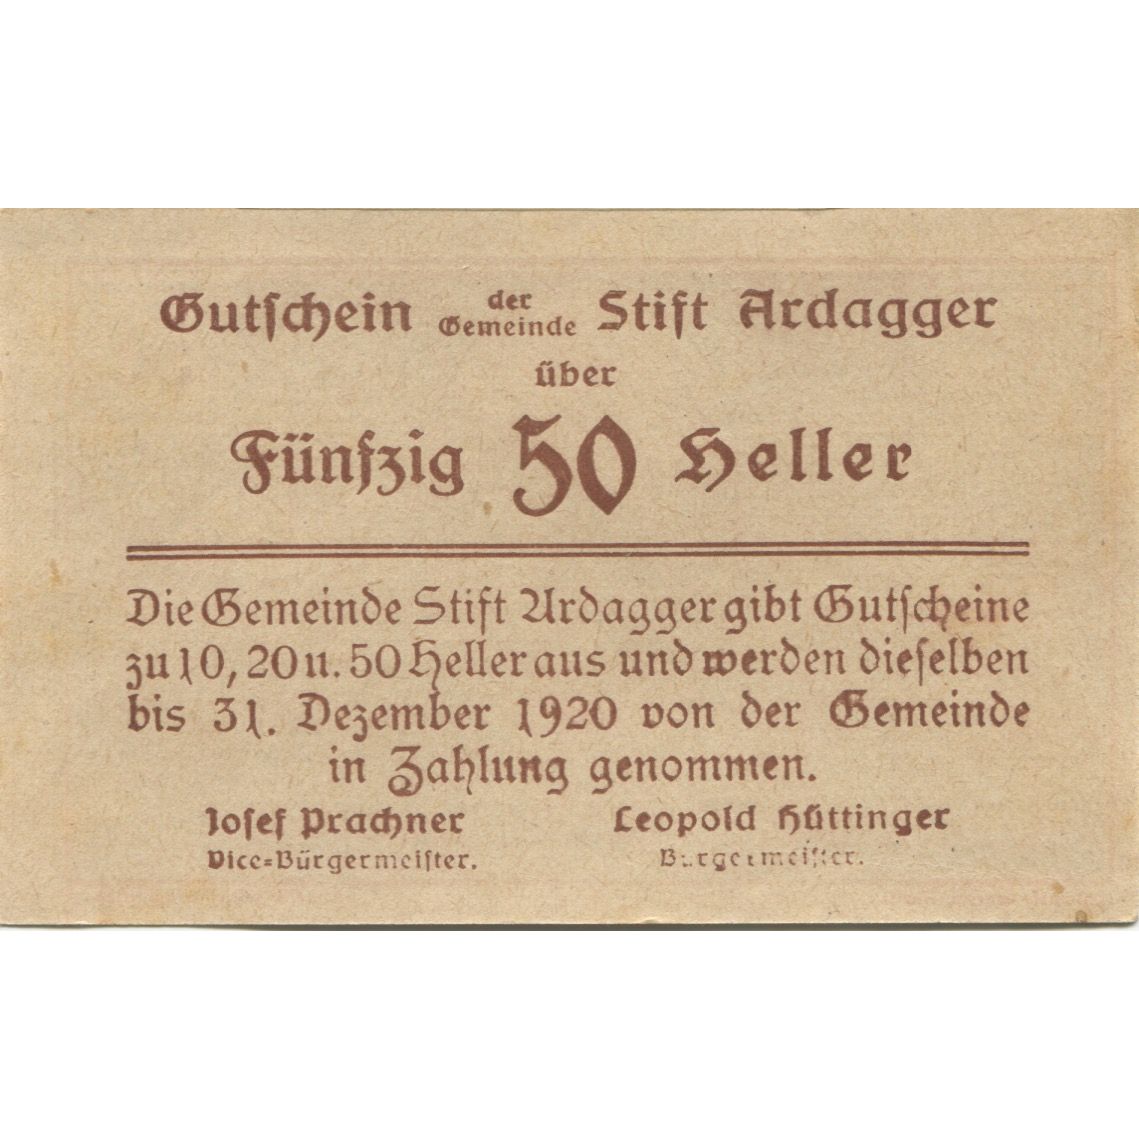 Gutschein der Gemeinde Stift Ardagger
über
Fünfzig 50 Heller
Die Gemeinde Stift Ardagger gibt Gutscheine
zu 10, 20 u. 50 Heller aus und werden dieselben
bis 31. Dezember 1920 von der Gemeinde
in Zahlung genommen.
Josef Prachner Leopold Hüttinger
Vice=Bürgermeister. Bürgermeister.